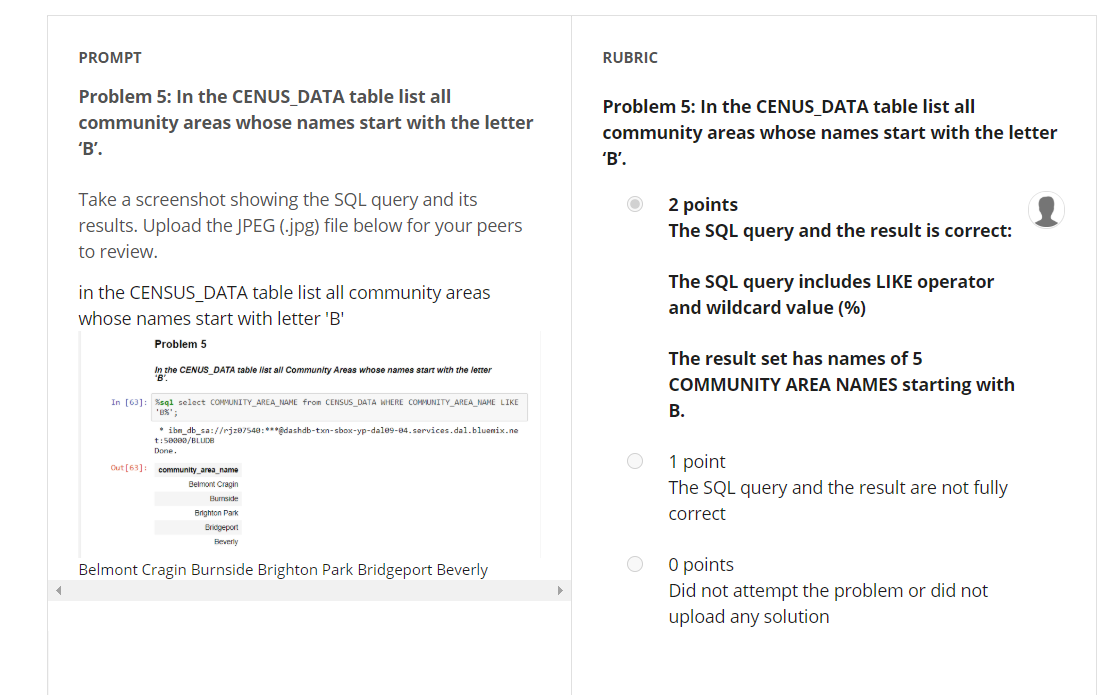 PROMPT
Problem 5: In the CENUS_DATA table list all
community areas whose names start with the letter
‘B’.
Take a screenshot showing the SQL query and its
results. Upload the JPEG (.jpg) file below for your peers
to review.
in the CENSUS_DATA table list all community areas
whose names start with letter 'B'
Problem 5
In the CENUS_DATA table list all Community Areas whose names start with the letter
'B'.
In [63]: %sql select COMMUNITY_AREA_NAME from CENSUS_DATA WHERE COMMUNITY_AREA_NAME LIKE
'B%';
* ibm_db_sa://rjz07540:***@dashdb-txn-sbox-yp-dal09-04.services.dal.bluemix.ne
t:50000/BLUDB
Done.
Out[63]: community_area_name
Belmont Cragin
Burnside
Brighton Park
Bridgeport
Beverly
Belmont Cragin Burnside Brighton Park Bridgeport Beverly
RUBRIC
Problem 5: In the CENUS_DATA table list all
community areas whose names start with the letter
‘B’.
2 points
The SQL query and the result is correct:
The SQL query includes LIKE operator
and wildcard value (%)
The result set has names of 5
COMMUNITY AREA NAMES starting with
B.
1 point
The SQL query and the result are not fully
correct
0 points
Did not attempt the problem or did not
upload any solution